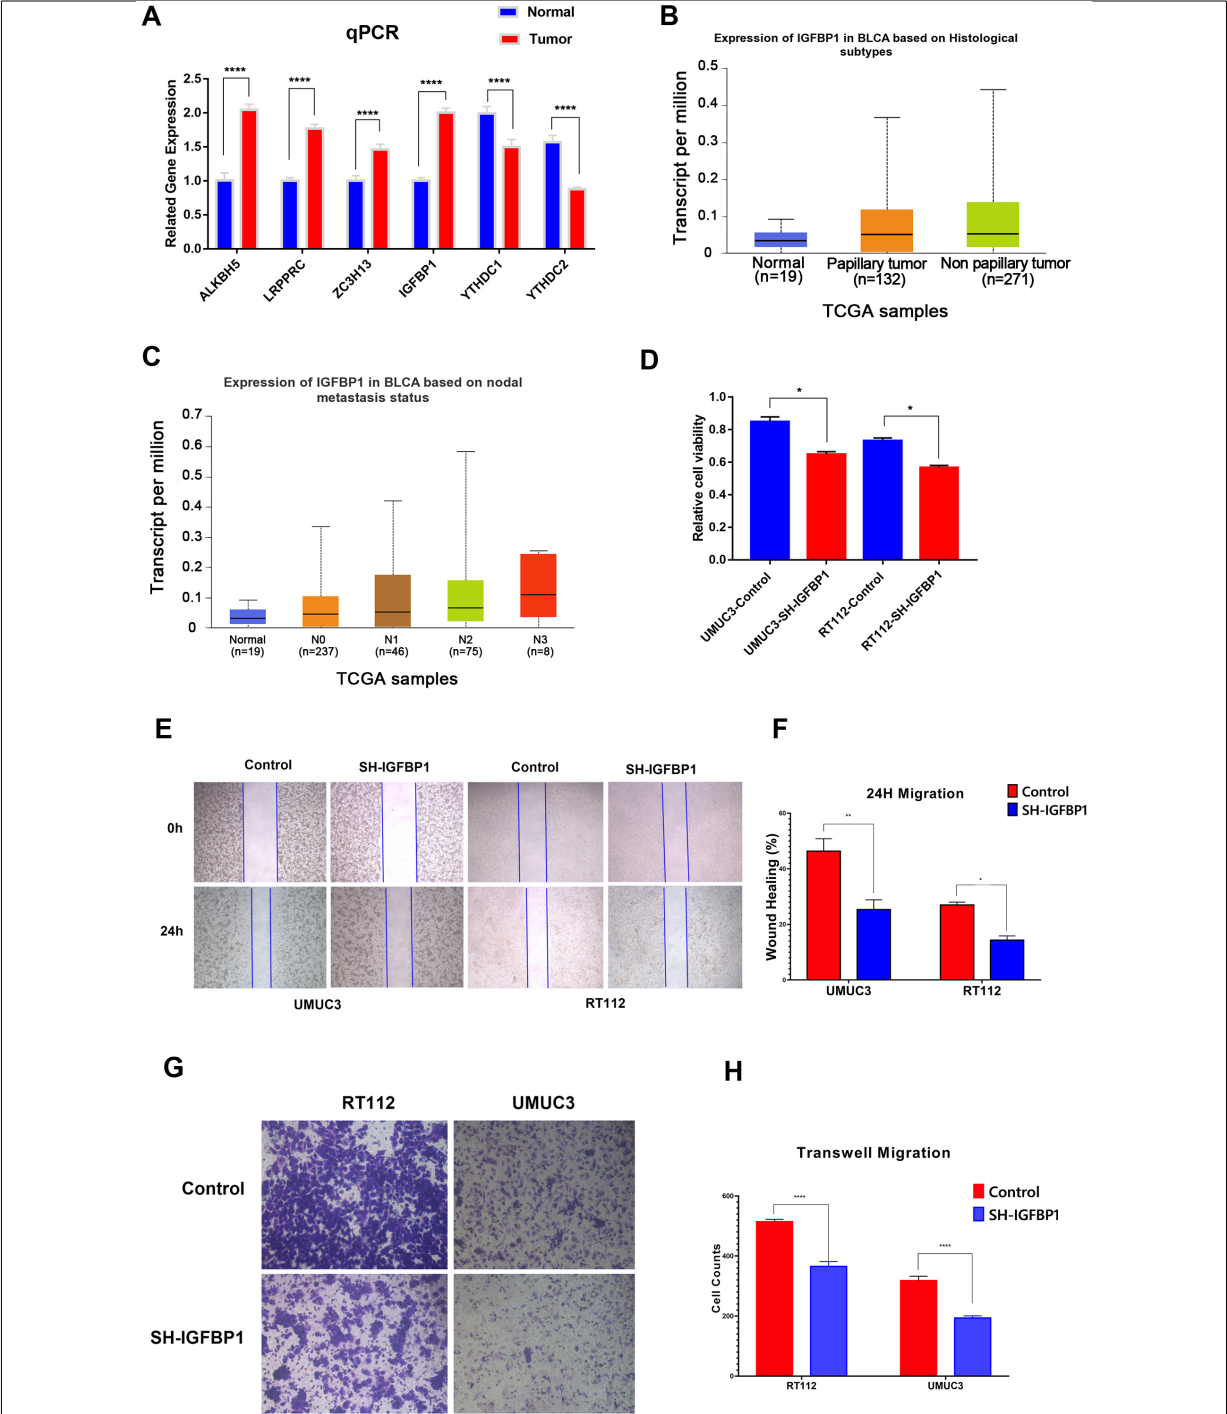 A
qPCR
Normal
Tumor
Related Gene Expression
2.5
2.0
1.5
1.0
0.5
0.0
****
****
****
****
****
****
ALKBH5
LRPPRC
ZC3H13
IGFBP1
YTHDC1
YTHDC2
B
Expression of IGFBP1 in BLCA based on Histological
subtypes
Transcript per million
0.5
0.4
0.3
0.2
0.1
0
Normal
(n=19)
Papillary tumor
(n=132)
Non papillary tumor
(n=271)
TCGA samples
C
Expression of IGFBP1 in BLCA based on nodal
metastasis status
Transcript per million
0.7
0.6
0.5
0.4
0.3
0.2
0.1
0
Normal
(n=19)
N0
(n=237)
N1
(n=46)
N2
(n=75)
N3
(n=8)
TCGA samples
D
Relative cell viability
1.0
0.8
0.6
0.4
0.2
0.0
*
*
UMUC3-Control
UMUC3-SH-IGFBP1
RT112-Control
RT112-SH-IGFBP1
E
Control
SH-IGFBP1
Control
SH-IGFBP1
0h
24h
UMUC3
RT112
F
24H Migration
Control
SH-IGFBP1
Wound Healing (%)
60
40
20
0
**
*
UMUC3
RT112
G
RT112
UMUC3
Control
SH-IGFBP1
H
Transwell Migration
Control
SH-IGFBP1
Cell Counts
600
400
200
0
****
****
RT112
UMUC3